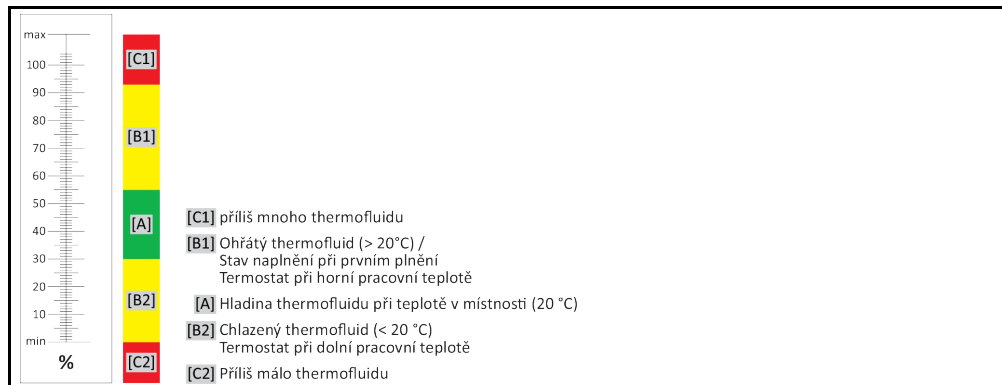 max
100
90
80
70
60
50
40
30
20
10
min
%
[C1]
[B1]
[A]
[B2]
[C2]
[C1] příliš mnoho thermofluidu
[B1] Ohřátý thermofluid (> 20°C) /
Stav naplnění při prvním plnění
Termostat při horní pracovní teplotě
[A] Hladina thermofluidu při teplotě v místnosti (20 °C)
[B2] Chlazený thermofluid (< 20 °C)
Termostat při dolní pracovní teplotě
[C2] Příliš málo thermofluidu